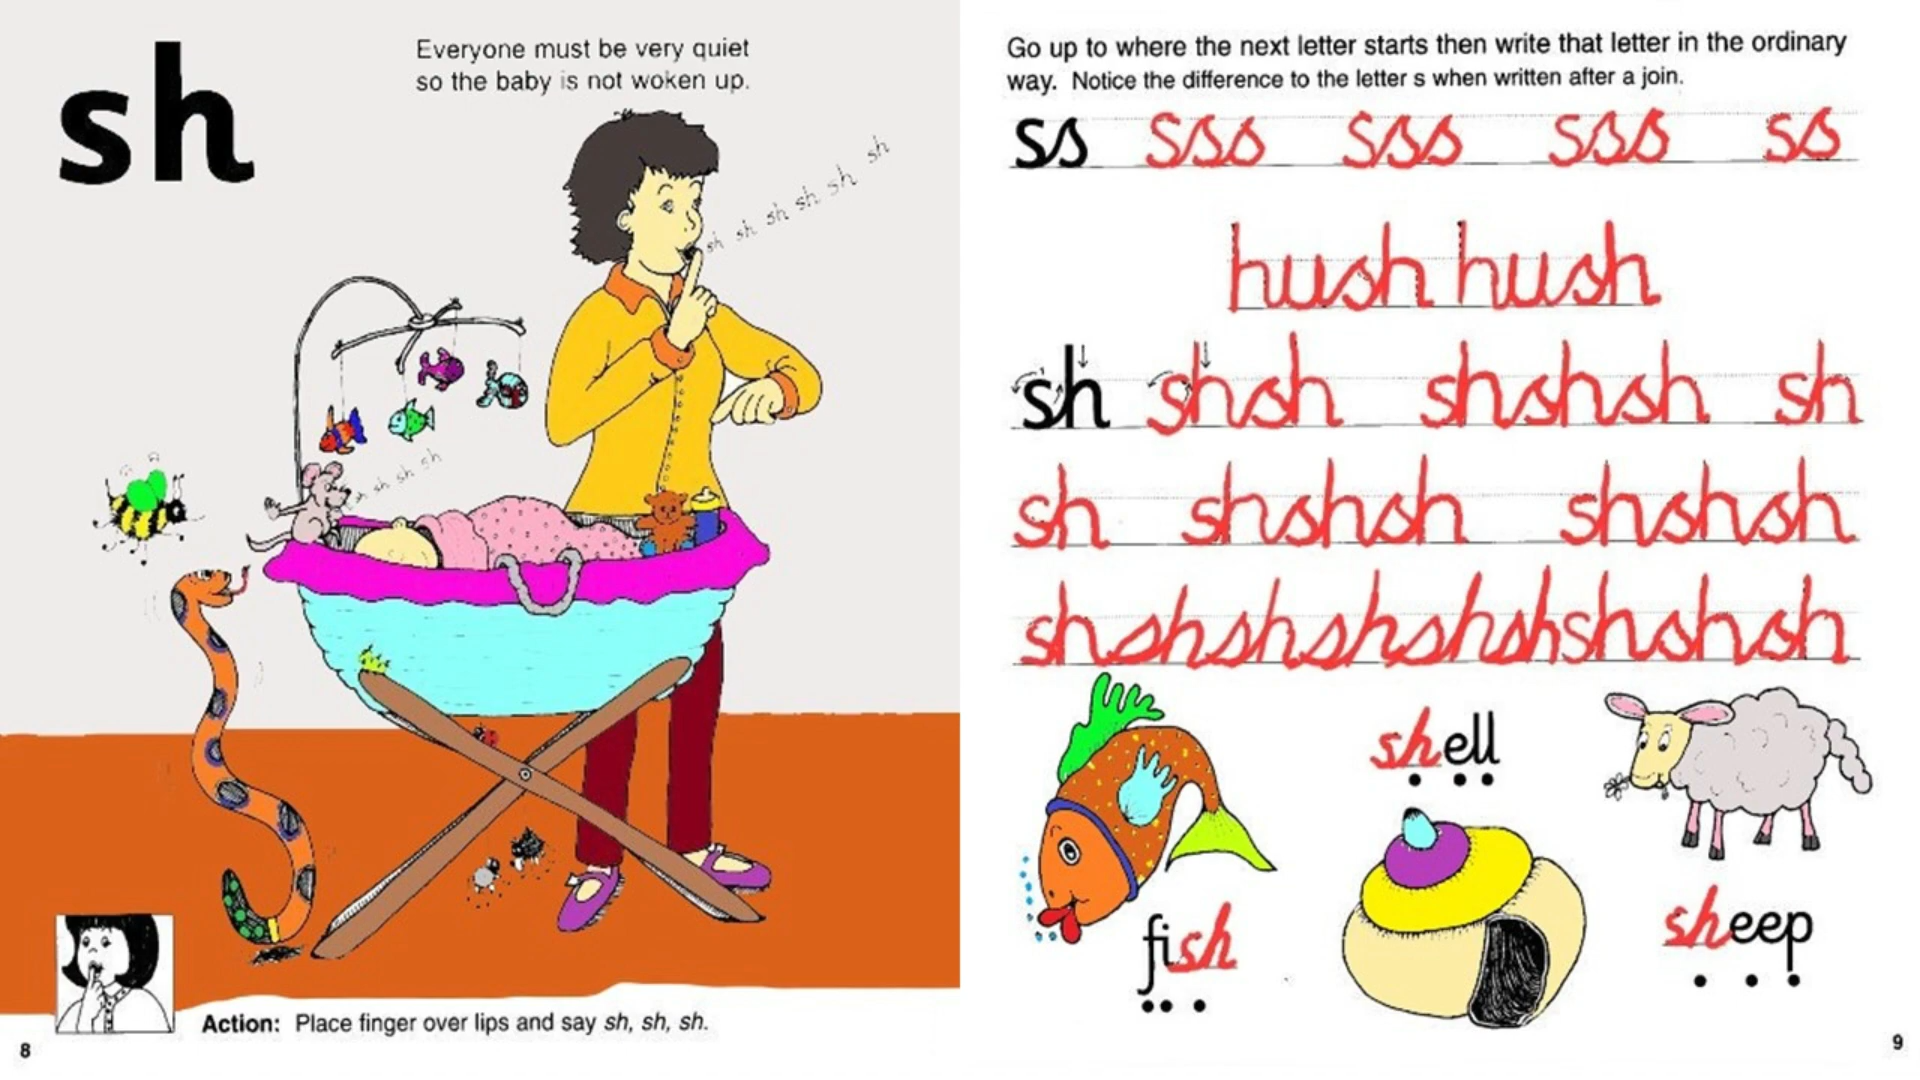 sh
Everyone must be very quiet
so the baby is not woken up.
sh sh sh sh sh sh
sh sh sh sh
Action: Place finger over lips and say sh, sh, sh.
8
Go up to where the next letter starts then write that letter in the ordinary
way. Notice the difference to the letter s when written after a join.
ss sss sss sss ss
hush hush
sh shsh shshsh sh
sh shshsh shshsh
shshshshshshshshsh
shell
fish
sheep
9